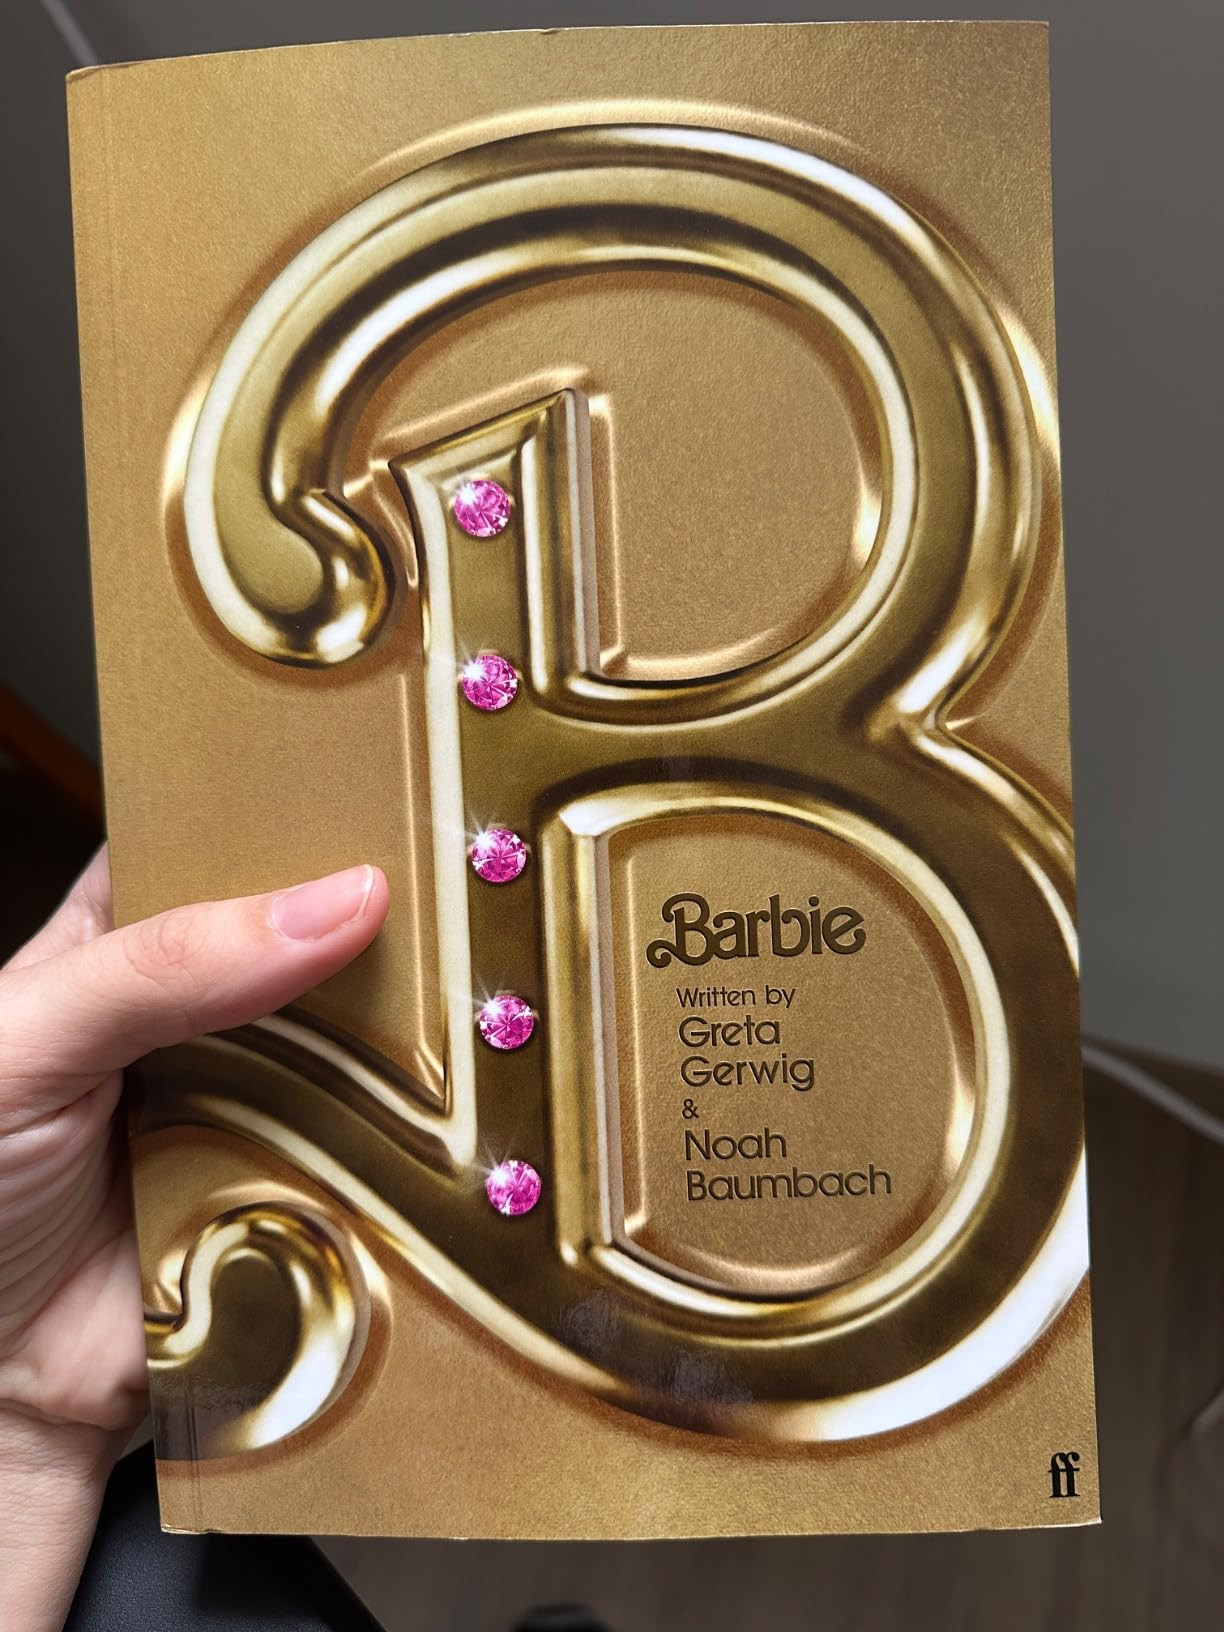 B
Barbie
Written by
Greta
Gerwig
&
Noah
Baumbach
ff